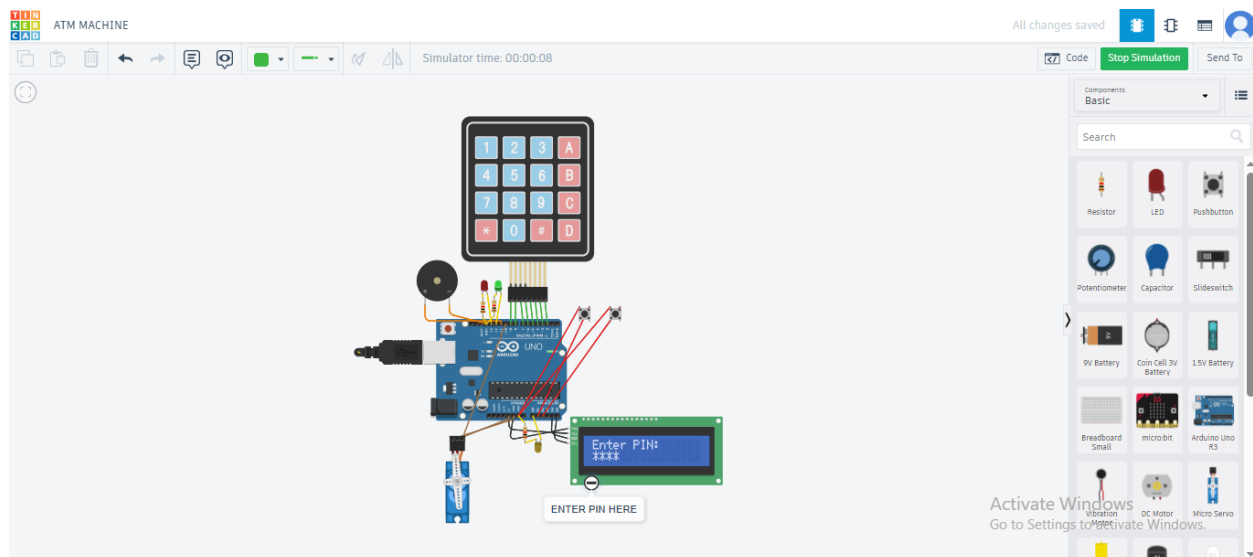 TIN
KER
CAD
ATM MACHINE
All changes saved
Simulator time: 00:00:08
Code
Stop Simulation
Send To
Components
Basic
Search
Resistor
LED
Pushbutton
Potentiometer
Capacitor
Slideswitch
9V Battery
Coin Cell 3V
Battery
1.5V Battery
Breadboard
Small
micro:bit
Arduino Uno
R3
Vibration
Motor
DC Motor
Micro Servo
1 2 3 A
4 5 6 B
7 8 9 C
* 0 # D
UNO
ARDUINO
Enter PIN:
****
ENTER PIN HERE
Activate Windows
Go to Settings to activate Windows.